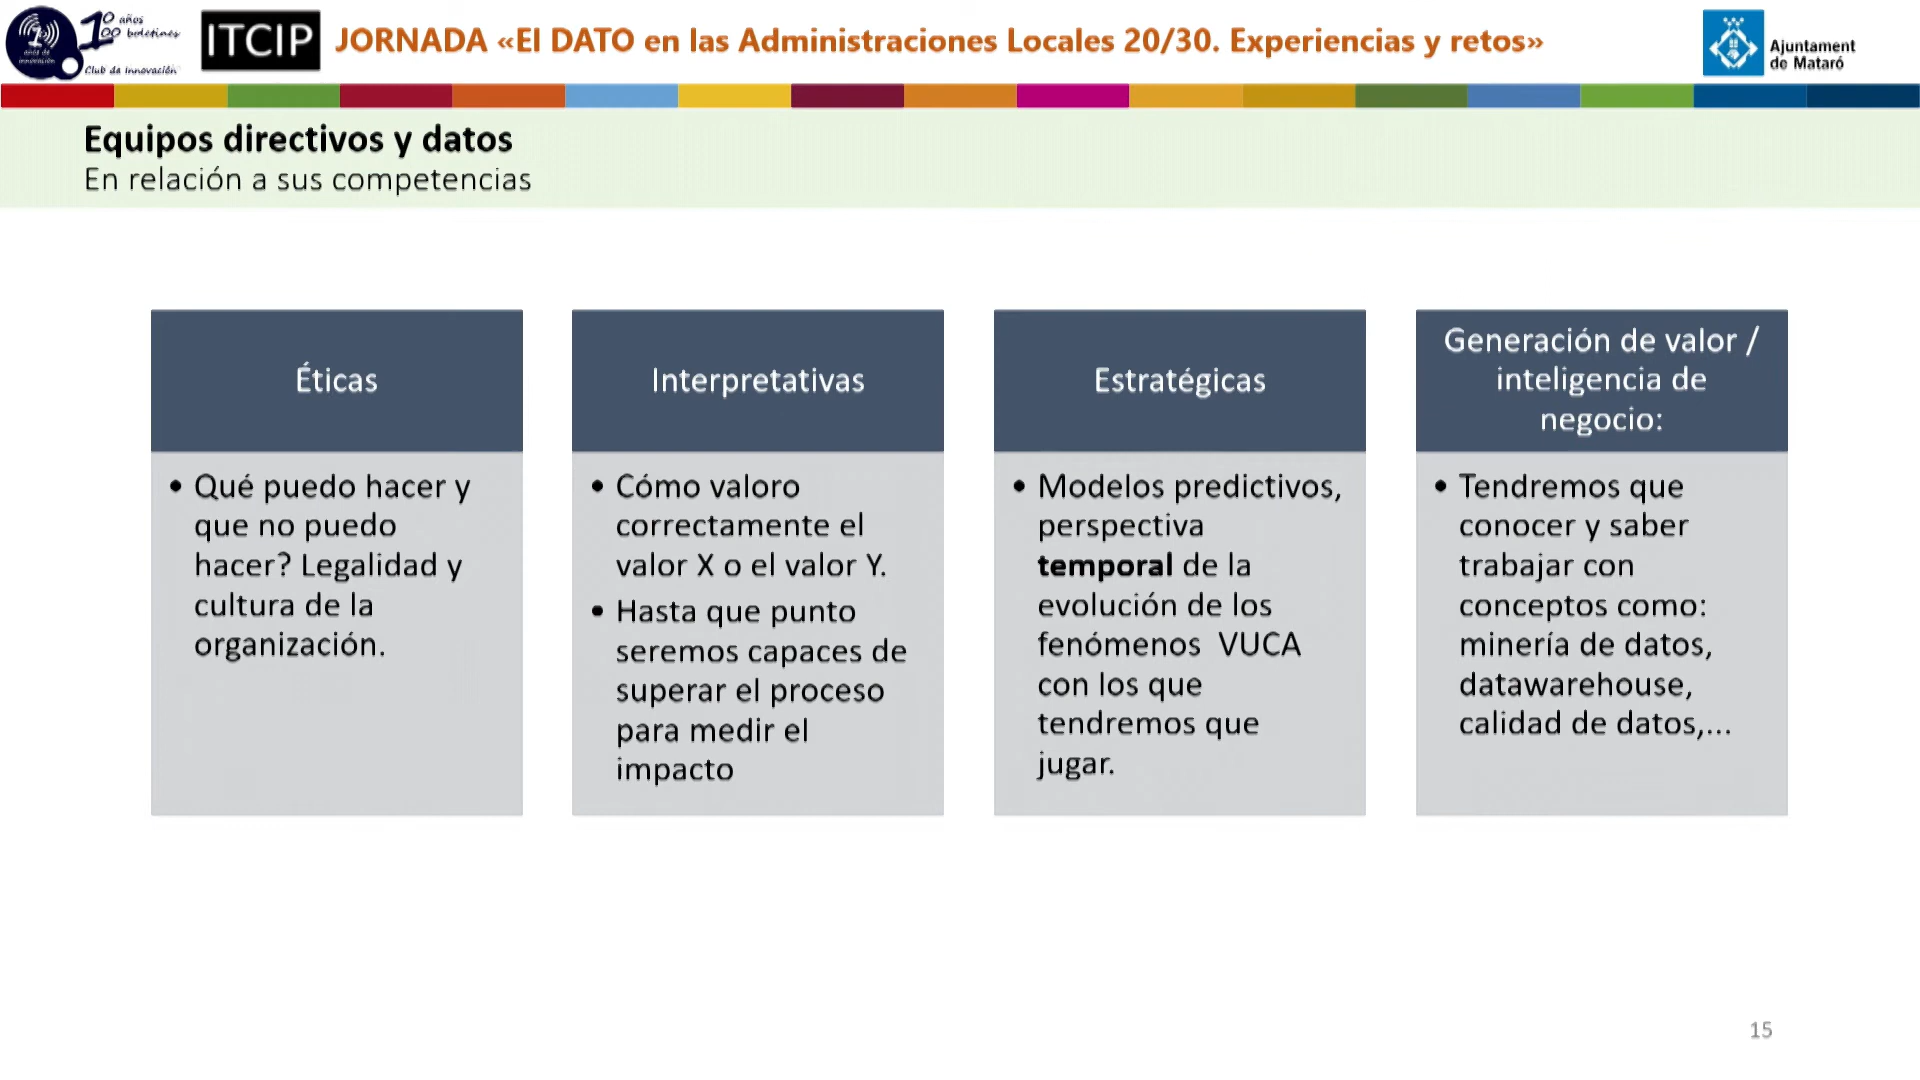 10 años
100 boletines
años de
innovación
Club de Innovación
ITCIP
JORNADA «El DATO en las Administraciones Locales 20/30. Experiencias y retos»
Ajuntament
de Mataró
Equipos directivos y datos
En relación a sus competencias
Éticas
• Qué puedo hacer y
que no puedo
hacer? Legalidad y
cultura de la
organización.
Interpretativas
• Cómo valoro
correctamente el
valor X o el valor Y.
• Hasta que punto
seremos capaces de
superar el proceso
para medir el
impacto
Estratégicas
• Modelos predictivos,
perspectiva
temporal de la
evolución de los
fenómenos VUCA
con los que
tendremos que
jugar.
Generación de valor /
inteligencia de
negocio:
• Tendremos que
conocer y saber
trabajar con
conceptos como:
minería de datos,
datawarehouse,
calidad de datos,...
15